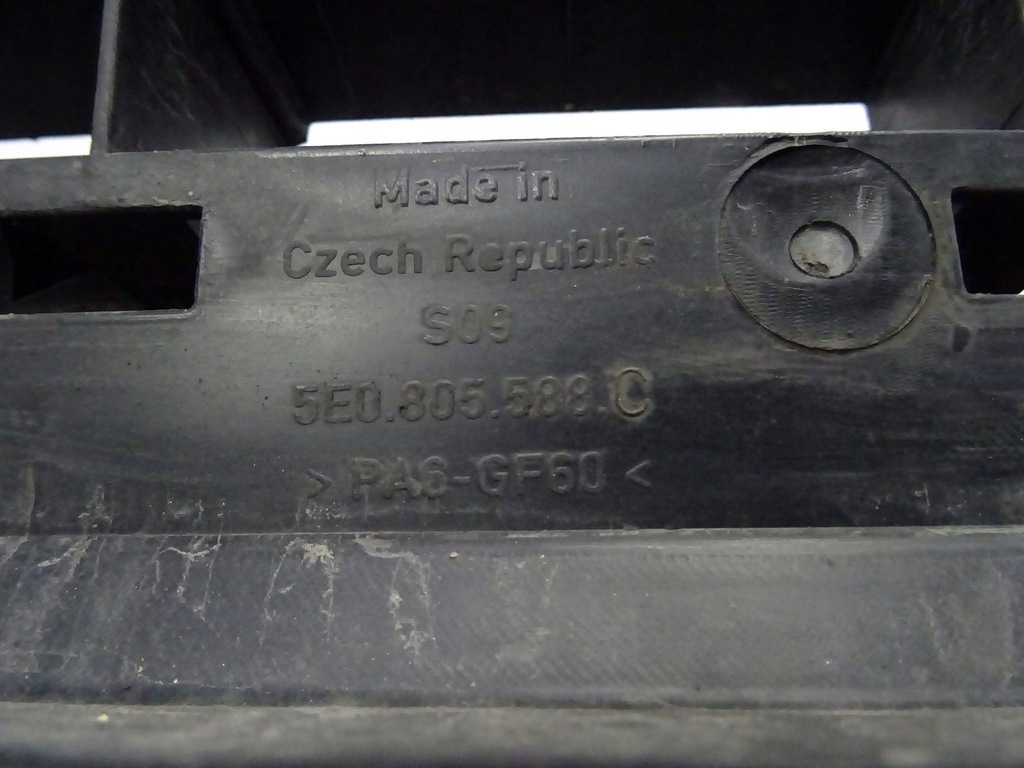 Made in
Czech Republic
S09
5E0.805.588.C
> PA6-GF60 <